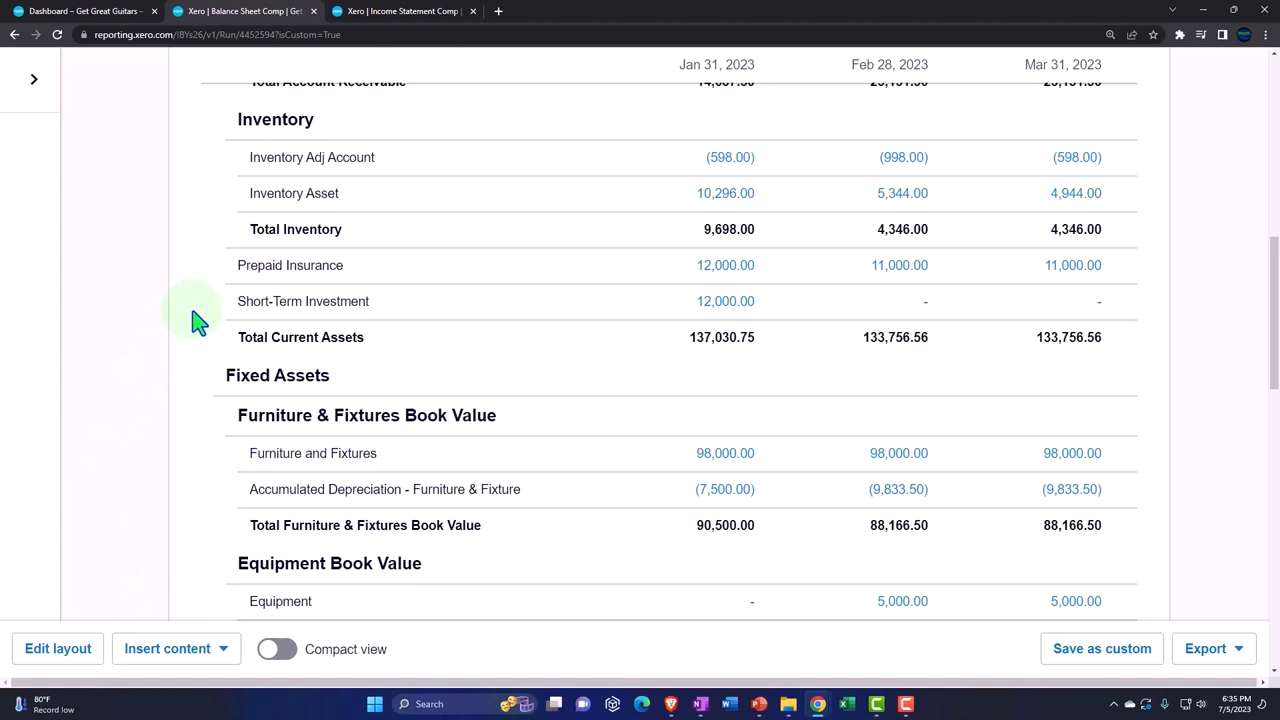 Dashboard – Get Great Guitars –
Xero | Balance Sheet Comp | Get
Xero | Income Statement Comp |
reporting.xero.com/IBYs26/v1/Run/4452594?isCustom=True
Jan 31, 2023 Feb 28, 2023 Mar 31, 2023
Total Account Receivable
Inventory
Inventory Adj Account (598.00) (998.00) (598.00)
Inventory Asset 10,296.00 5,344.00 4,944.00
Total Inventory 9,698.00 4,346.00 4,346.00
Prepaid Insurance 12,000.00 11,000.00 11,000.00
Short-Term Investment 12,000.00 - -
Total Current Assets 137,030.75 133,756.56 133,756.56
Fixed Assets
Furniture & Fixtures Book Value
Furniture and Fixtures 98,000.00 98,000.00 98,000.00
Accumulated Depreciation - Furniture & Fixture (7,500.00) (9,833.50) (9,833.50)
Total Furniture & Fixtures Book Value 90,500.00 88,166.50 88,166.50
Equipment Book Value
Equipment - 5,000.00 5,000.00
Edit layout Insert content Compact view Save as custom Export
80°F
Record low
Search
6:35 PM
7/5/2023